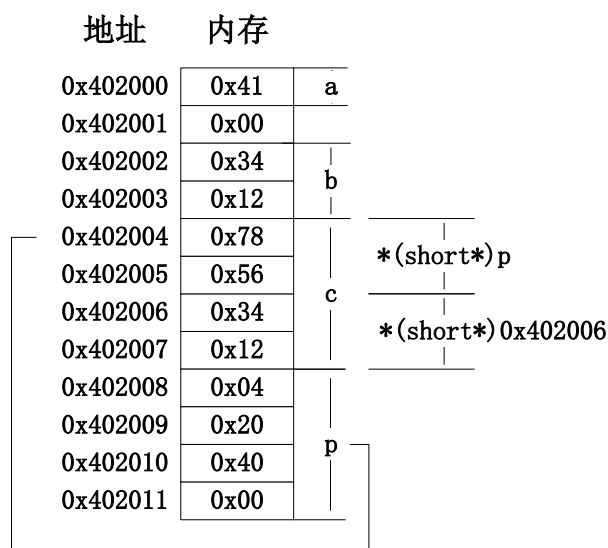 地址 内存
0x402000 0x41 a
0x402001 0x00
0x402002 0x34
b
0x402003 0x12
0x402004 0x78
*(short*)p
0x402005 0x56
c
0x402006 0x34
*(short*)0x402006
0x402007 0x12
0x402008 0x04
0x402009 0x20
p
0x402010 0x40
0x402011 0x00